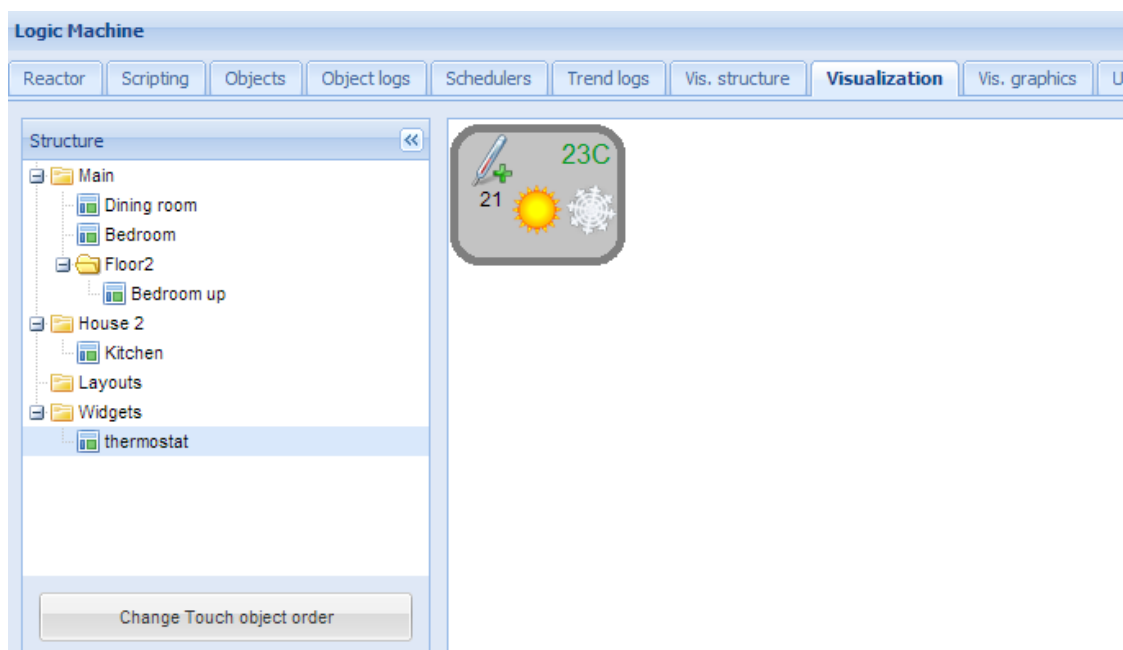 Logic Machine
Reactor Scripting Objects Object logs Schedulers Trend logs Vis. structure Visualization Vis. graphics U
Structure
Main
Dining room
Bedroom
Floor2
Bedroom up
House 2
Kitchen
Layouts
Widgets
thermostat
Change Touch object order
23C
21